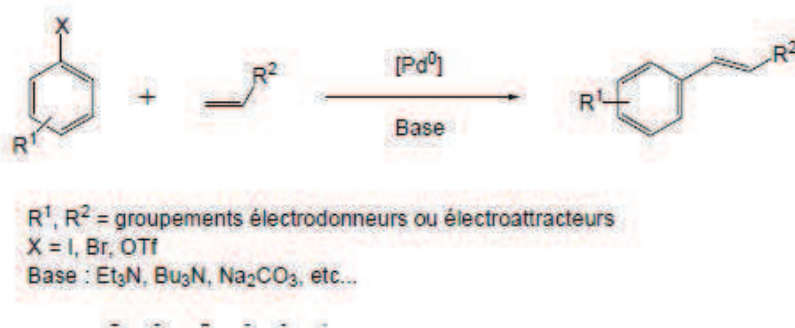 X
R²
[Pd⁰]
R²
+
R¹
R¹
Base
R¹, R² = groupements électrodonneurs ou électroattracteurs
X = I, Br, OTf
Base : Et₃N, Bu₃N, Na₂CO₃, etc...